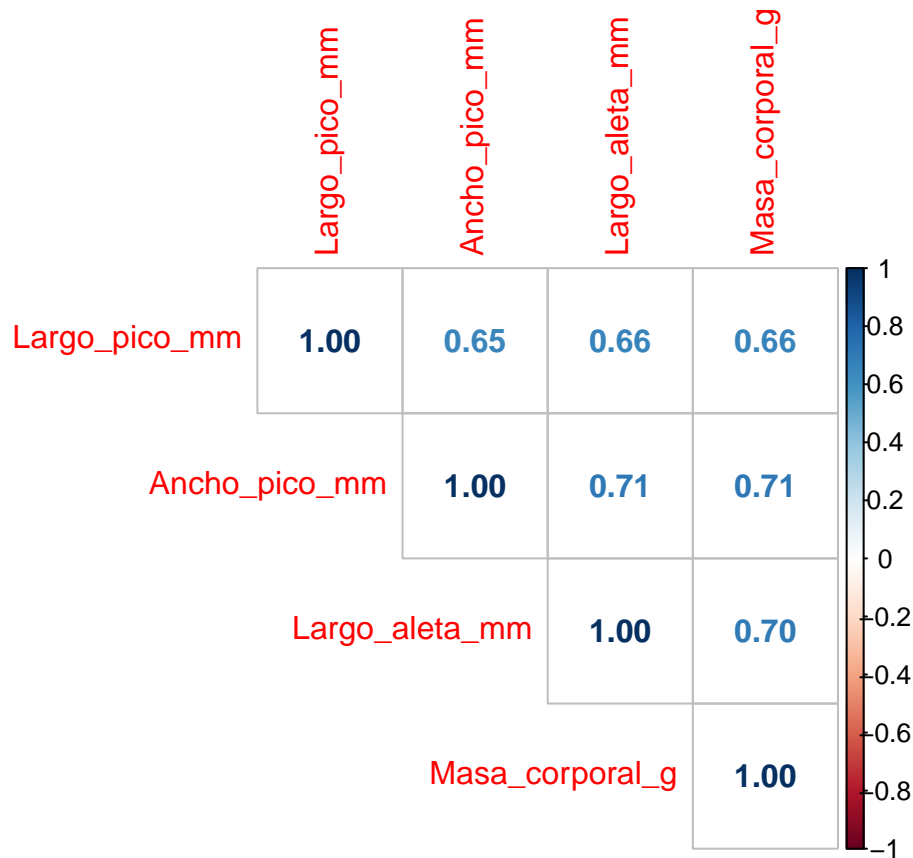 Largo_pico_mm
Ancho_pico_mm
Largo_aleta_mm
Masa_corporal_g
Largo_pico_mm 1.00 0.65 0.66 0.66
Ancho_pico_mm 1.00 0.71 0.71
Largo_aleta_mm 1.00 0.70
Masa_corporal_g 1.00
1
0.8
0.6
0.4
0.2
0
−0.2
−0.4
−0.6
−0.8
−1